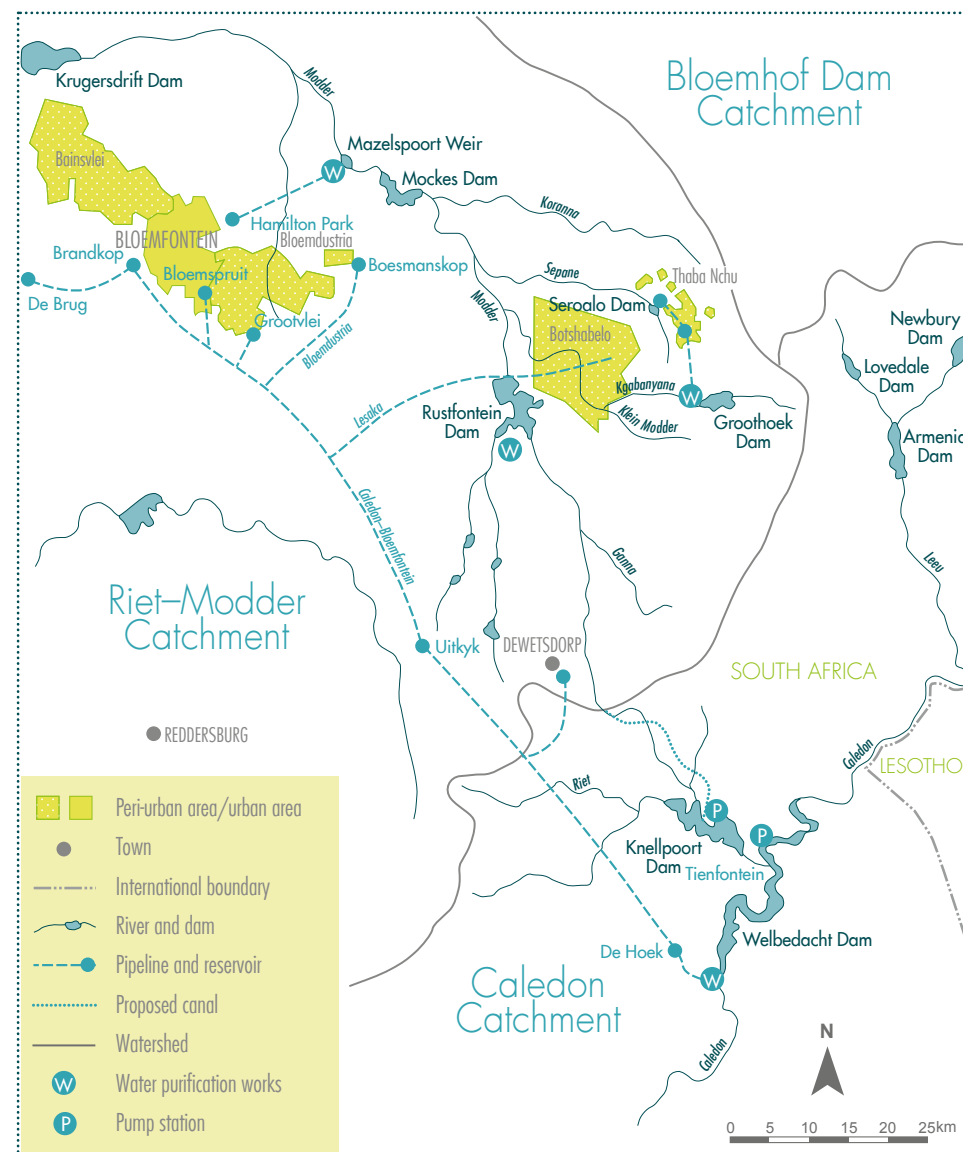 Krugersdrift Dam
Modder
Bloemhof Dam
Catchment
Bainsvlei
Mazelspoort Weir
Mockes Dam
Koranna
Hamilton Park
BLOEMFONTEIN
Bloemdustria
Brandkop
Bloemspruit
Boesmanskop
De Brug
Grootvlei
Bloemdustria
Sepane
Thaba Nchu
Seroalo Dam
Modder
Botshabelo
Newbury
Dam
Lovedale
Dam
Kgabanyana
Klein Modder
Groothoek
Dam
Lesaka
Rustfontein
Dam
Armenia
Dam
Caledon–Bloemfontein
Ganna
Leeu
Riet–Modder
Catchment
Uitkyk
DEWETSDORP
SOUTH AFRICA
REDDERSBURG
Caledon
LESOTHO
Riet
Knellpoort
Dam
Tienfontein
Welbedacht Dam
De Hoek
Caledon
Catchment
Caledon
W
W
W
W
P
P
Peri-urban area/urban area
Town
International boundary
River and dam
Pipeline and reservoir
Proposed canal
Watershed
W Water purification works
P Pump station
N
0 5 10 15 20 25km